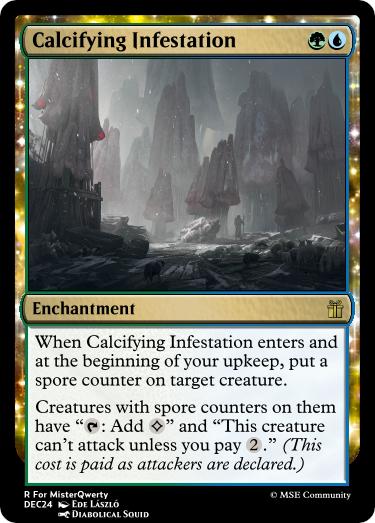 Calcifying Infestation
Enchantment
When Calcifying Infestation enters and
at the beginning of your upkeep, put a
spore counter on target creature.
Creatures with spore counters on them
have “: Add ” and “This creature
can’t attack unless you pay 2.” (This
cost is paid as attackers are declared.)
R For MisterQwerty
DEC24 Ede László © MSE Community
Diabolical Squid